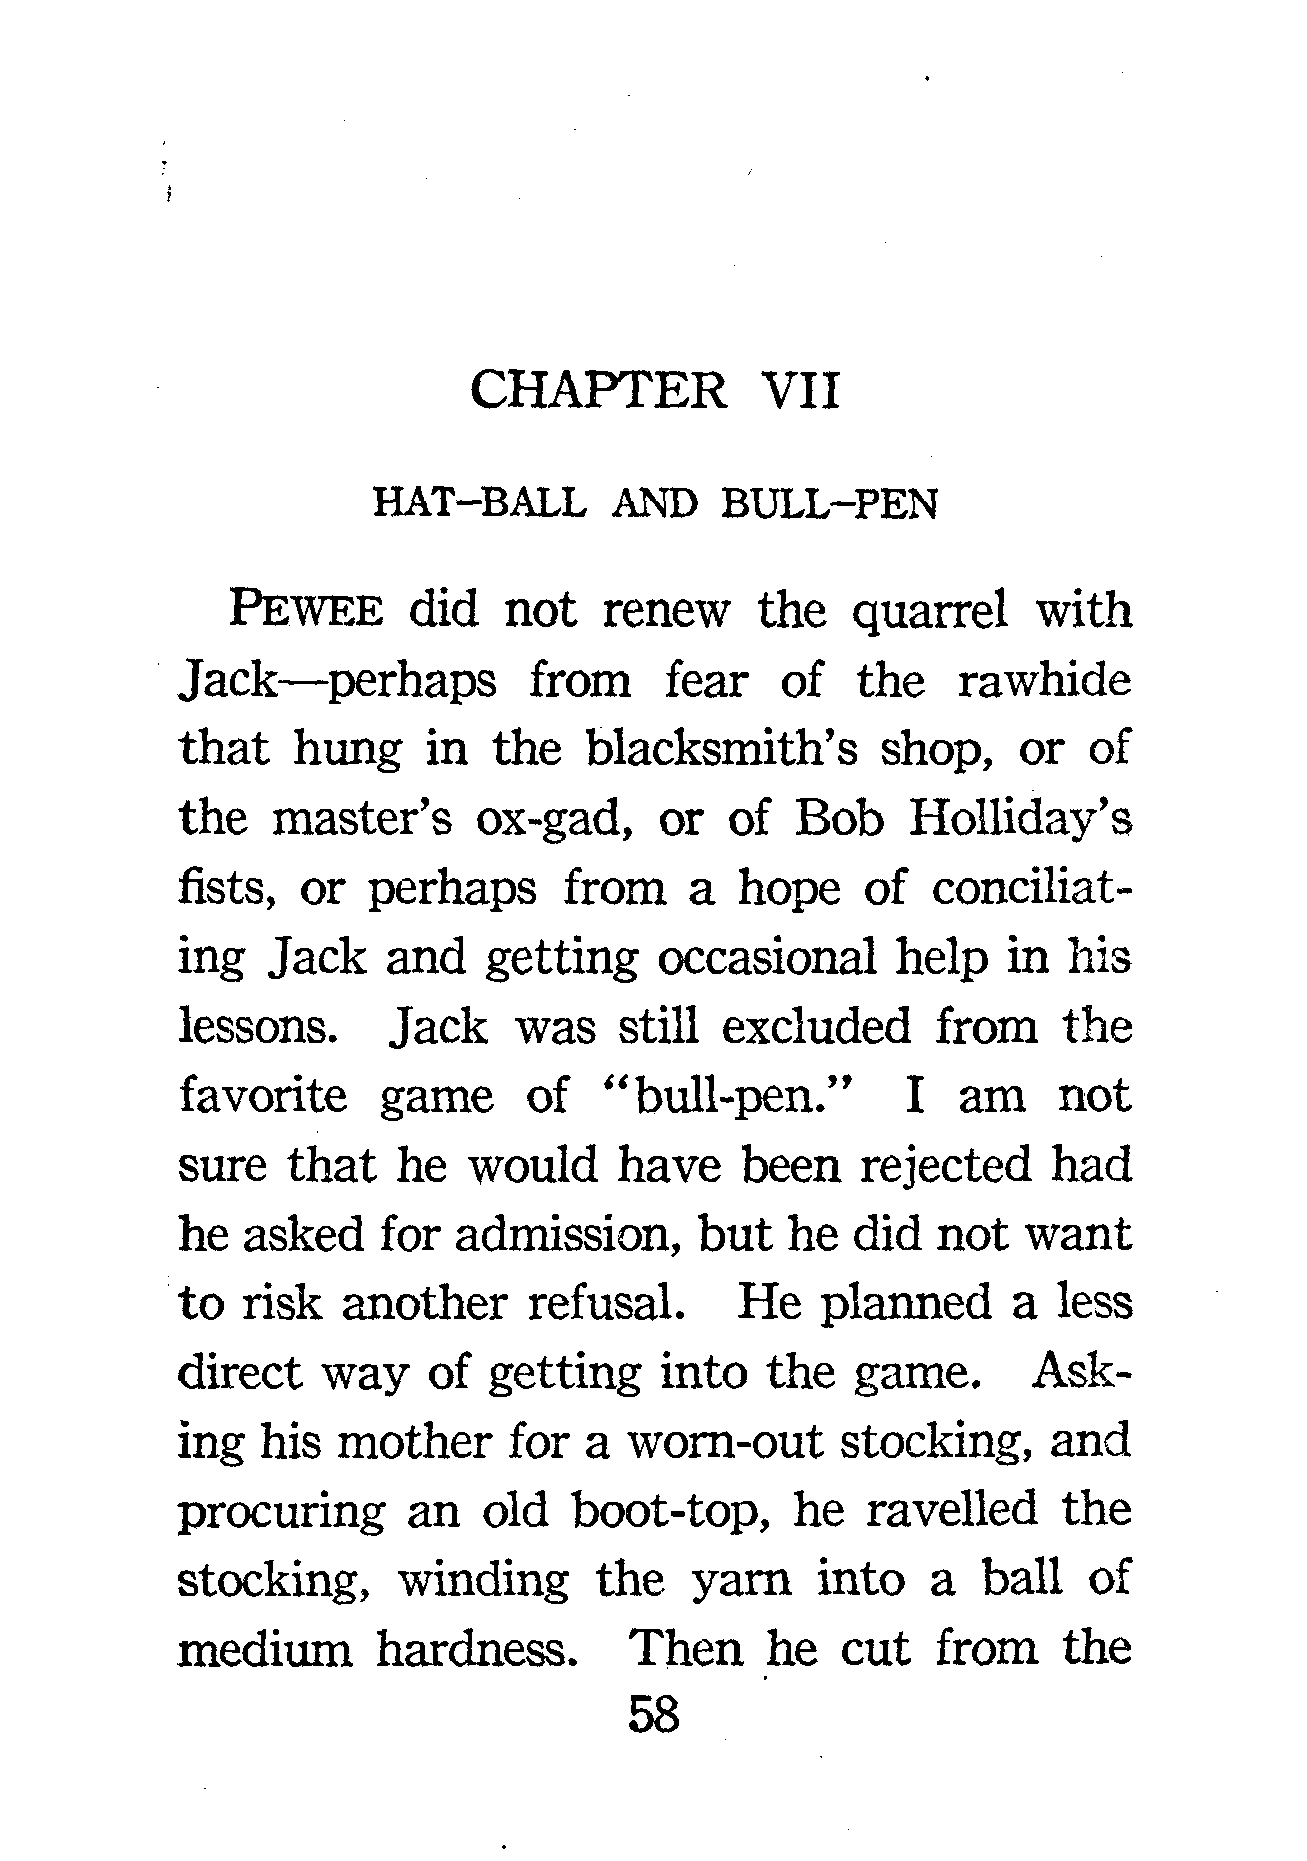 CHAPTER VII
HAT-BALL AND BULL-PEN
PEWEE did not renew the quarrel with
Jack—perhaps from fear of the rawhide
that hung in the blacksmith's shop, or of
the master's ox-gad, or of Bob Holliday's
fists, or perhaps from a hope of conciliat-
ing Jack and getting occasional help in his
lessons. Jack was still excluded from the
favorite game of "bull-pen." I am not
sure that he would have been rejected had
he asked for admission, but he did not want
to risk another refusal. He planned a less
direct way of getting into the game. Ask-
ing his mother for a worn-out stocking, and
procuring an old boot-top, he ravelled the
stocking, winding the yarn into a ball of
medium hardness. Then he cut from the
58